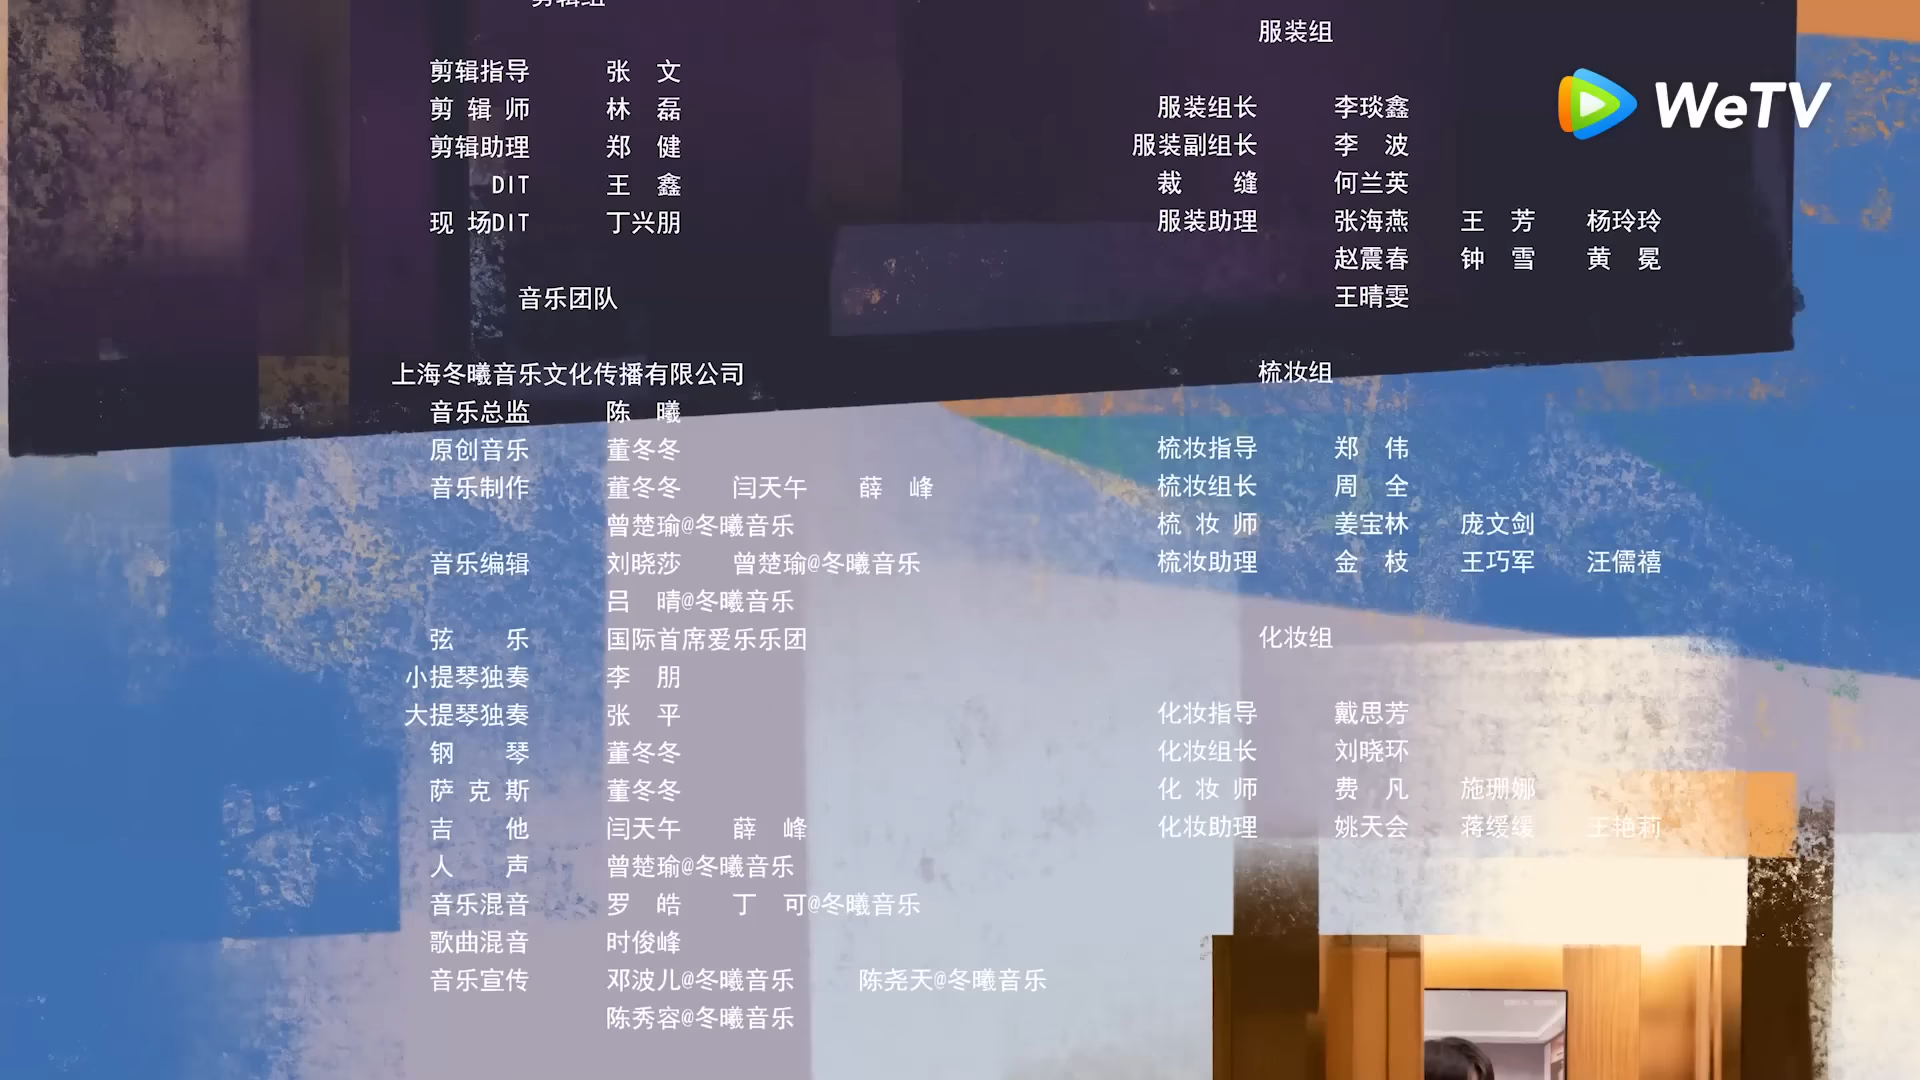 剪辑组
剪辑指导 张 文
剪 辑 师 林 磊
剪辑助理 郑 健
DIT 王 鑫
现 场DIT 丁兴朋
音乐团队
上海冬曦音乐文化传播有限公司
音乐总监 陈 曦
原创音乐 董冬冬
音乐制作 董冬冬 闫天午 薛 峰
曾楚瑜@冬曦音乐
音乐编辑 刘晓莎 曾楚瑜@冬曦音乐
吕 晴@冬曦音乐
弦 乐 国际首席爱乐乐团
小提琴独奏 李 朋
大提琴独奏 张 平
钢 琴 董冬冬
萨 克 斯 董冬冬
吉 他 闫天午 薛 峰
人 声 曾楚瑜@冬曦音乐
音乐混音 罗 皓 丁 可@冬曦音乐
歌曲混音 时俊峰
音乐宣传 邓波儿@冬曦音乐 陈尧天@冬曦音乐
陈秀容@冬曦音乐
服装组
服装组长 李琰鑫
服装副组长 李 波
裁 缝 何兰英
服装助理 张海燕 王 芳 杨玲玲
赵震春 钟 雪 黄 冕
王晴雯
梳妆组
梳妆指导 郑 伟
梳妆组长 周 全
梳 妆 师 姜宝林 庞文剑
梳妆助理 金 枝 王巧军 汪儒禧
化妆组
化妆指导 戴思芳
化妆组长 刘晓环
化 妆 师 费 凡 施珊娜
化妆助理 姚天会 蒋缓缓 王艳莉
WeTV